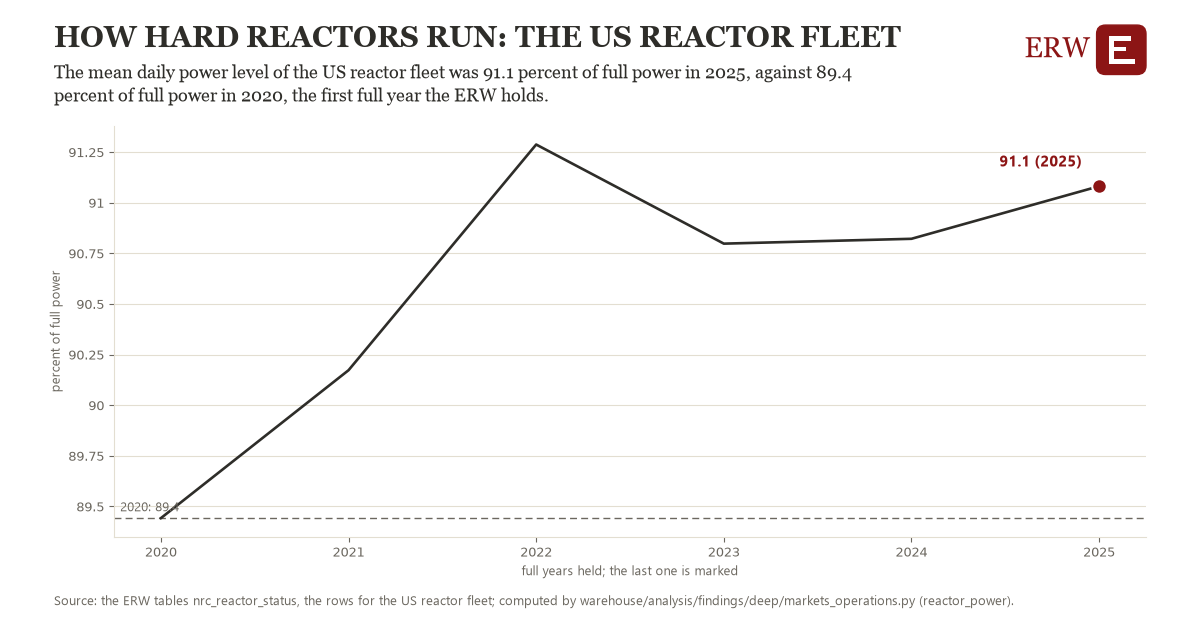 HOW HARD REACTORS RUN: THE US REACTOR FLEET
ERW E
The mean daily power level of the US reactor fleet was 91.1 percent of full power in 2025, against 89.4
percent of full power in 2020, the first full year the ERW holds.
91.25
91
90.75
90.5
90.25
90
89.75
89.5
percent of full power
91.1 (2025)
2020: 89.4
2020 2021 2022 2023 2024 2025
full years held; the last one is marked
Source: the ERW tables nrc_reactor_status, the rows for the US reactor fleet; computed by warehouse/analysis/findings/deep/markets_operations.py (reactor_power).